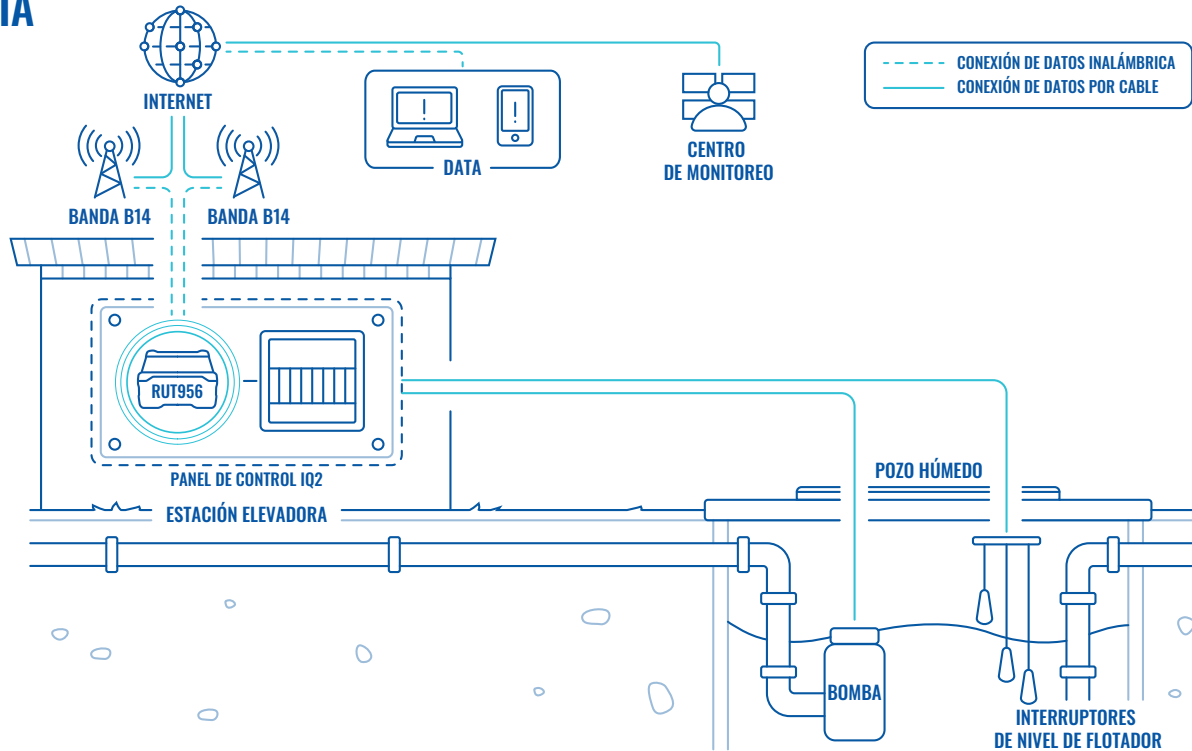 INTERNET
CONEXIÓN DE DATOS INALÁMBRICA
CONEXIÓN DE DATOS POR CABLE
DATA
CENTRO
DE MONITOREO
BANDA B14
BANDA B14
RUT956
PANEL DE CONTROL IQ2
ESTACIÓN ELEVADORA
POZO HÚMEDO
BOMBA
INTERRUPTORES
DE NIVEL DE FLOTADOR